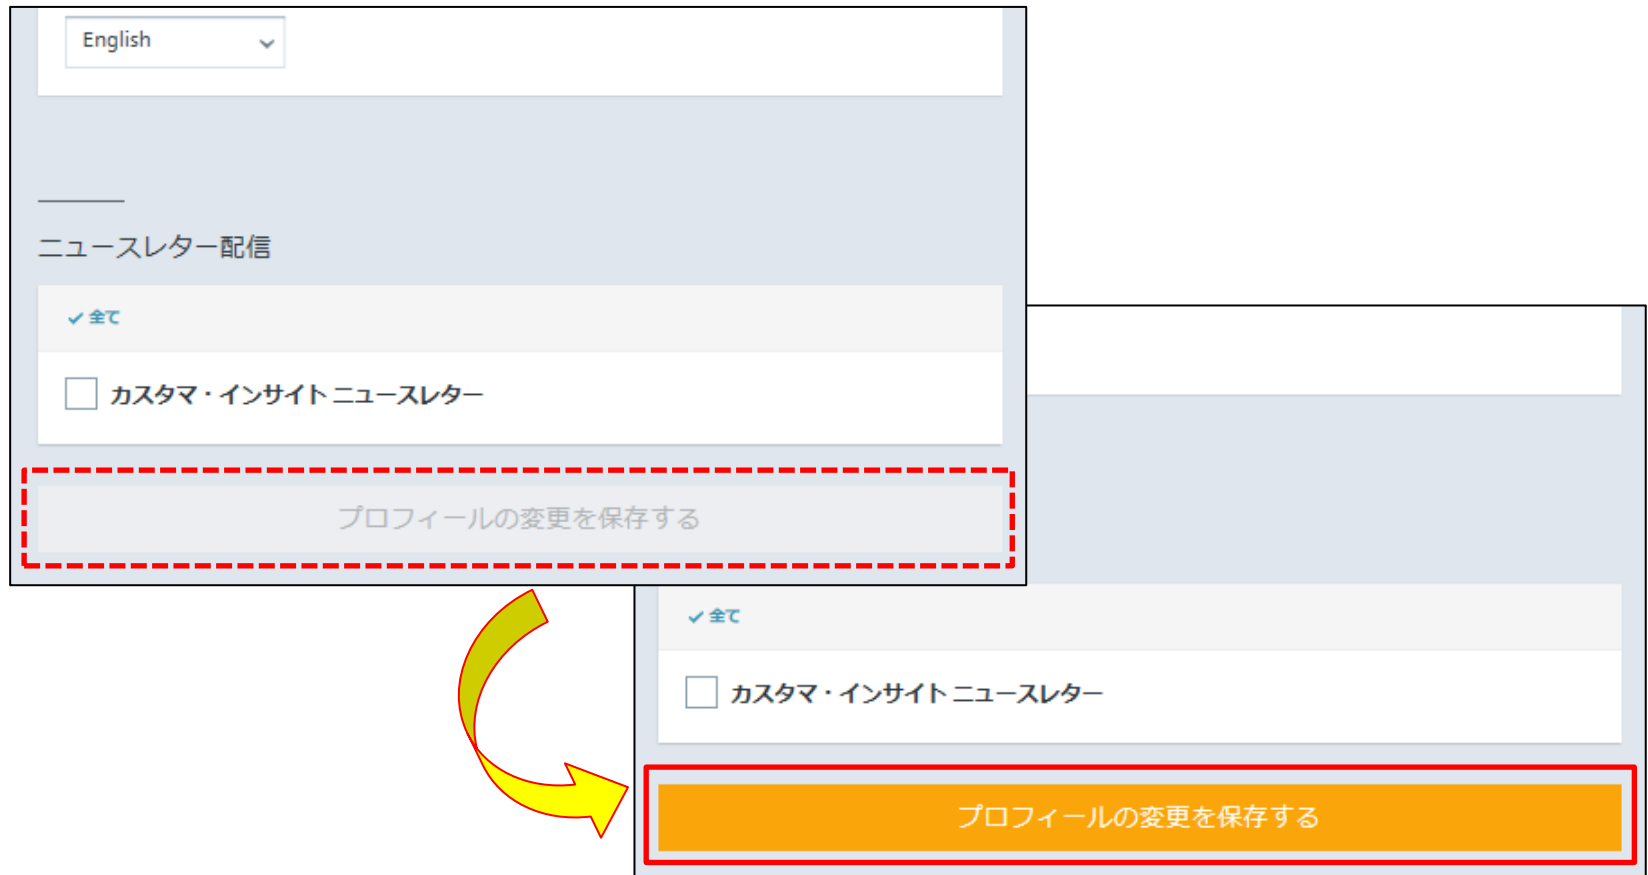 English
ニュースレター配信
全て
カスタマ・インサイト ニュースレター
プロフィールの変更を保存する
全て
カスタマ・インサイト ニュースレター
プロフィールの変更を保存する